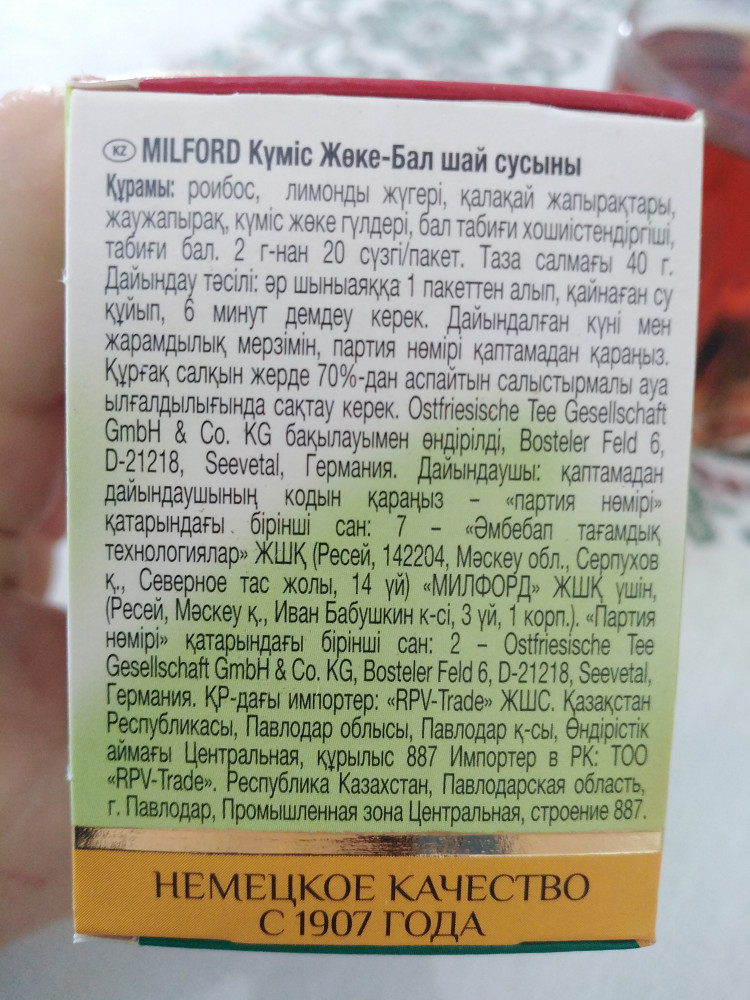 KZ MILFORD Күміс Жөке-Бал шай сусыны
Құрамы: роибос, лимонды жүгері, қалақай жапырақтары,
жаужапырақ, күміс жөке гүлдері, бал табиғи хошиістендіргіші,
табиғи бал. 2 г-нан 20 сүзгі/пакет. Таза салмағы 40 г.
Дайындау тәсілі: әр шыныаяққа 1 пакеттен алып, қайнаған су
құйып, 6 минут демдеу керек. Дайындалған күні мен
жарамдылық мерзімін, партия нөмірі қаптамадан қараңыз.
Құрғақ салқын жерде 70%-дан аспайтын салыстырмалы ауа
ылғалдылығында сақтау керек. Ostfriesische Tee Gesellschaft
GmbH & Co. KG бақылауымен өндірілді, Bosteler Feld 6,
D-21218, Seevetal, Германия. Дайындаушы: қаптамадан
дайындаушының кодын қараңыз – «партия нөмірі»
қатарындағы бірінші сан: 7 – «Әмбебап тағамдық
технологиялар» ЖШҚ (Ресей, 142204, Мәскеу обл., Серпухов
қ., Северное тас жолы, 14 үй) «МИЛФОРД» ЖШҚ үшін,
(Ресей, Мәскеу қ., Иван Бабушкин к-сі, 3 үй, 1 корп.). «Партия
нөмірі» қатарындағы бірінші сан: 2 – Ostfriesische Tee
Gesellschaft GmbH & Co. KG, Bosteler Feld 6, D-21218, Seevetal,
Германия. ҚР-дағы импортер: «RPV-Trade» ЖШС. Қазақстан
Республикасы, Павлодар облысы, Павлодар қ-сы, Өндірістік
аймағы Центральная, құрылыс 887 Импортер в РК: ТОО
«RPV-Trade». Республика Казахстан, Павлодарская область,
г. Павлодар, Промышленная зона Центральная, строение 887.
НЕМЕЦКОЕ КАЧЕСТВО
С 1907 ГОДА